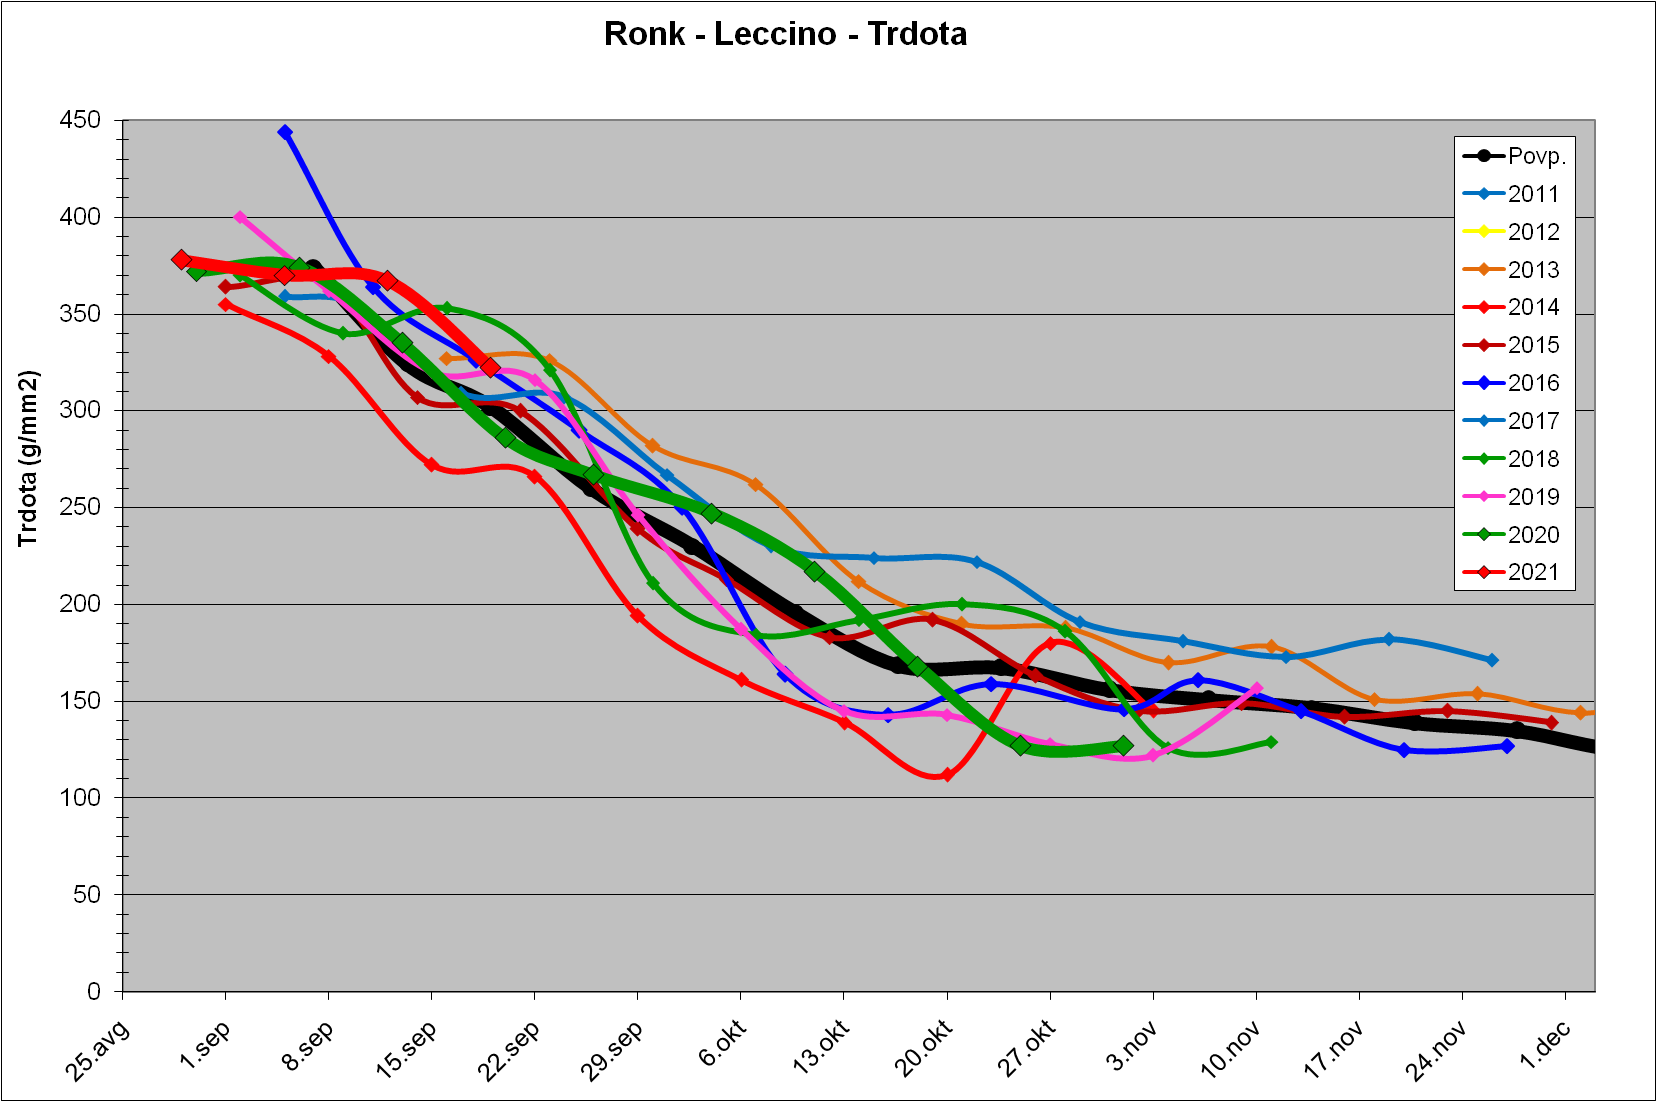 Ronk - Leccino - Trdota
Trdota (g/mm2)
450
400
350
300
250
200
150
100
50
0
25.avg
1.sep
8.sep
15.sep
22.sep
29.sep
6.okt
13.okt
20.okt
27.okt
3.nov
10.nov
17.nov
24.nov
1.dec
Povp.
2011
2012
2013
2014
2015
2016
2017
2018
2019
2020
2021